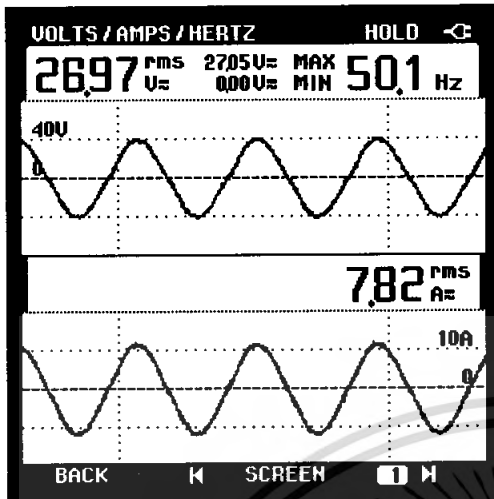 VOLTS / AMPS / HERTZ HOLD
26.97 rms V≂ 27.05 V≂ MAX 50.1 Hz
0.00 V≂ MIN
40V
0
7.82 rms A≂
10A
0
BACK SCREEN 1